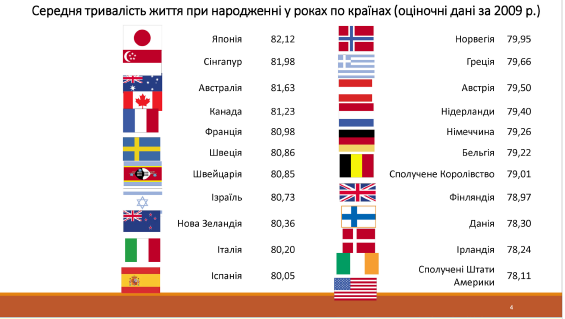 Середня тривалість життя при народженні у роках по країнах (оціночні дані за 2009 р.)
Японія 82,12
Сінгапур 81,98
Австралія 81,63
Канада 81,23
Франція 80,98
Швеція 80,86
Швейцарія 80,85
Ізраїль 80,73
Нова Зеландія 80,36
Італія 80,20
Іспанія 80,05
Норвегія 79,95
Греція 79,66
Австрія 79,50
Нідерланди 79,40
Німеччина 79,26
Бельгія 79,22
Сполучене Королівство 79,01
Фінляндія 78,97
Данія 78,30
Ірландія 78,24
Сполучені Штати
Америки 78,11
4